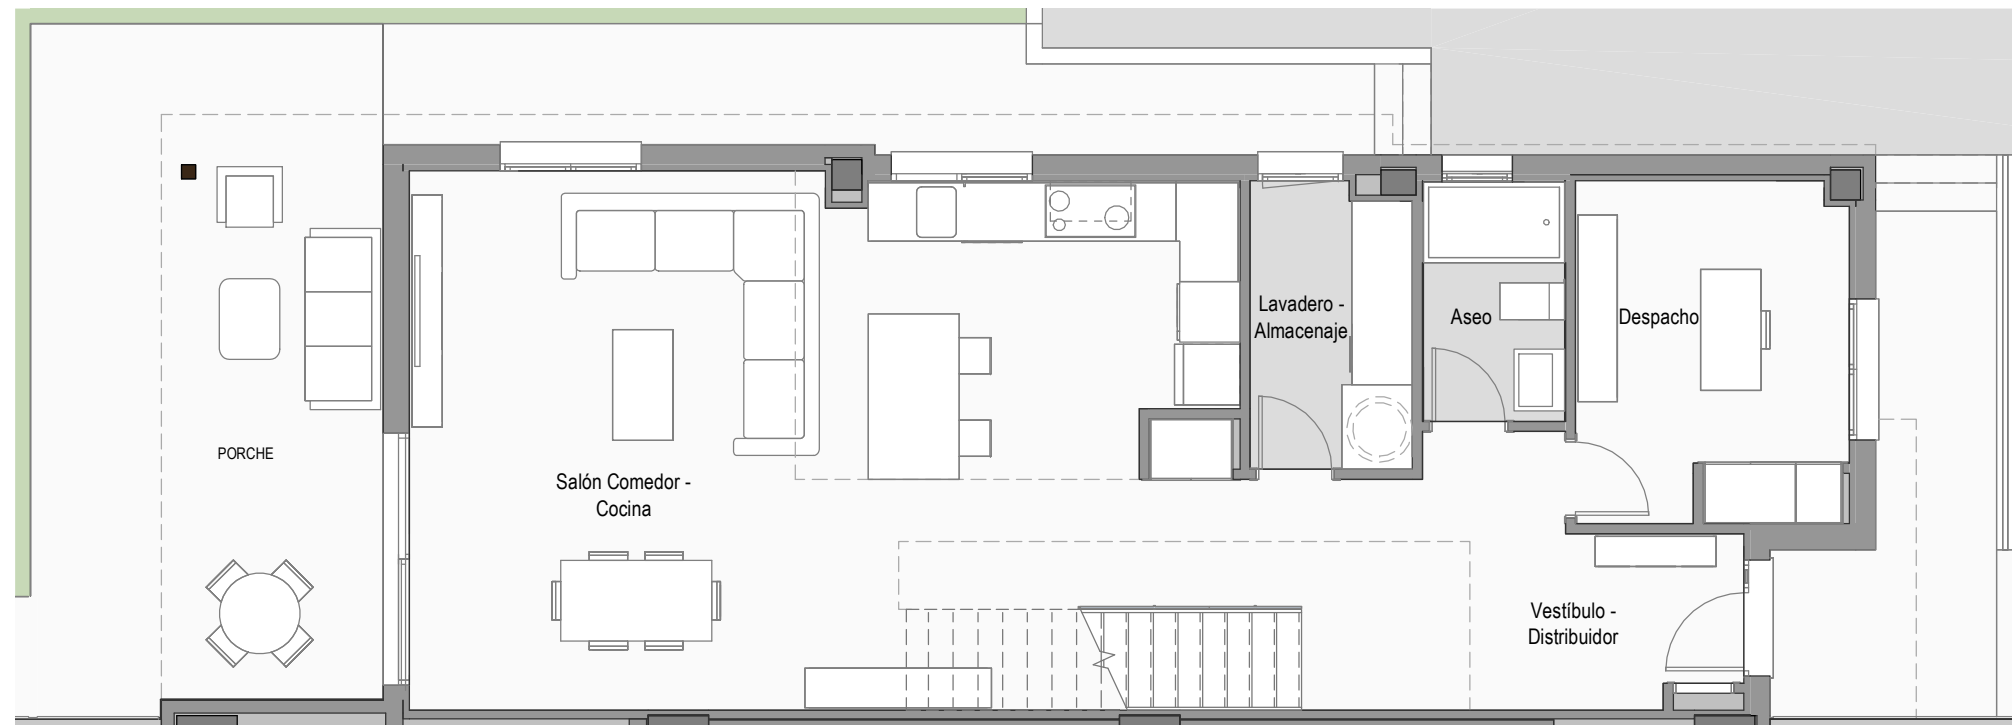 Lavadero -
Almacenaje
Aseo
Despacho
PORCHE
Salón Comedor -
Cocina
Vestíbulo -
Distribuidor